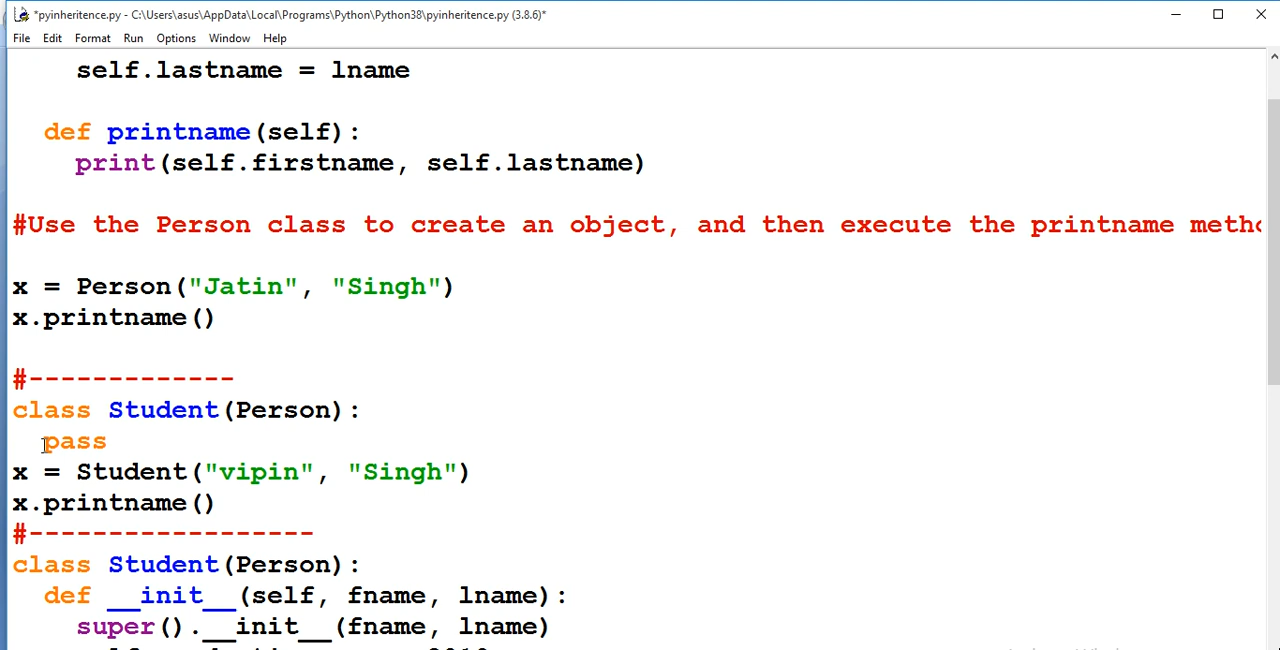 *pyinheritence.py - C:\Users\asus\AppData\Local\Programs\Python\Python38\pyinheritence.py (3.8.6)*
File Edit Format Run Options Window Help
self.lastname = lname
def printname(self):
print(self.firstname, self.lastname)
#Use the Person class to create an object, and then execute the printname metho
x = Person("Jatin", "Singh")
x.printname()
#-------------
class Student(Person):
pass
x = Student("vipin", "Singh")
x.printname()
#------------------
class Student(Person):
def __init__(self, fname, lname):
super().__init__(fname, lname)